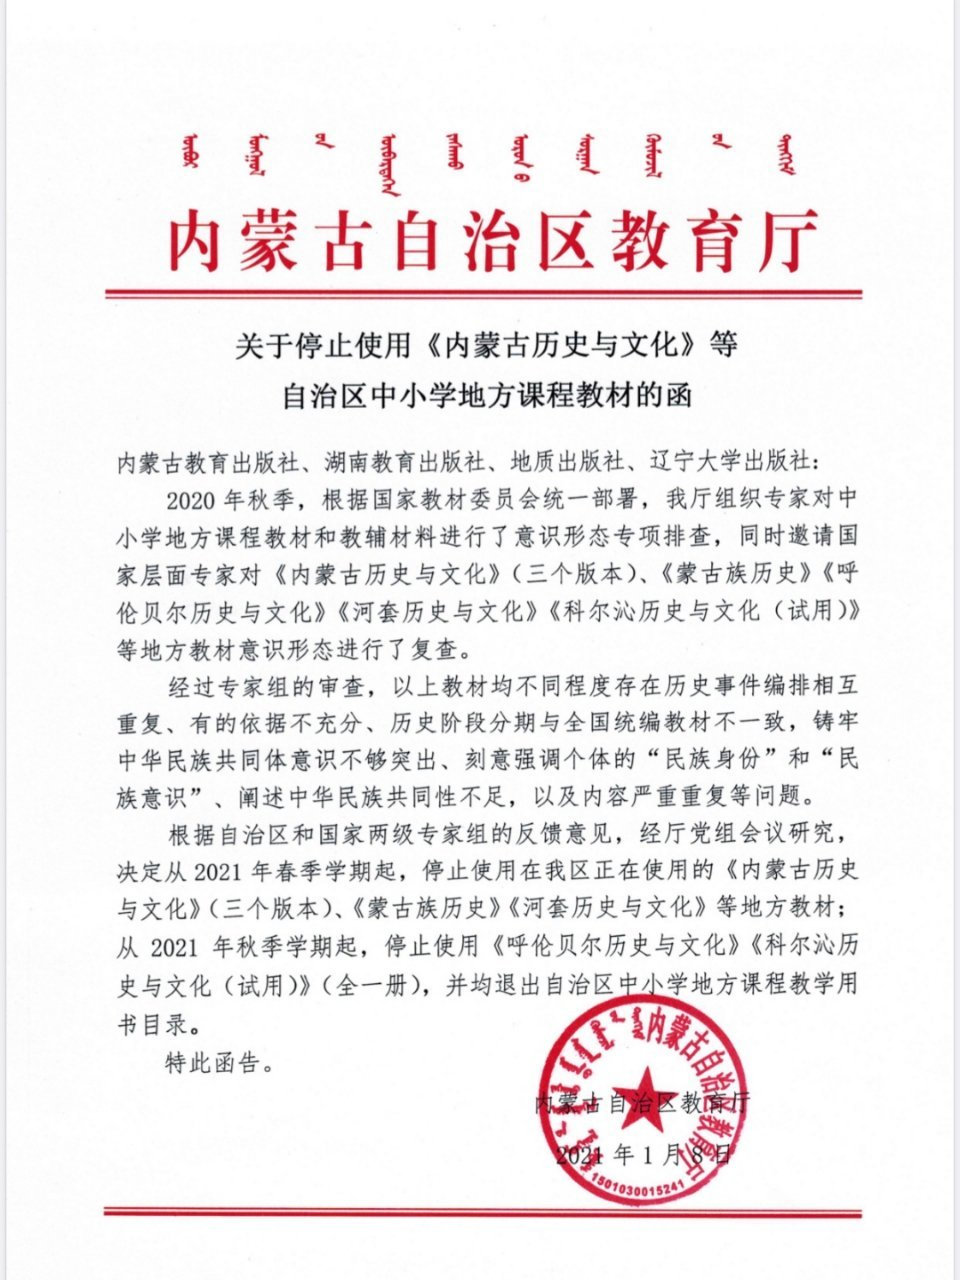 内蒙古自治区教育厅
关于停止使用《内蒙古历史与文化》等
自治区中小学地方课程教材的函
内蒙古教育出版社、湖南教育出版社、地质出版社、辽宁大学出版社：
2020 年秋季，根据国家教材委员会统一部署，我厅组织专家对中
小学地方课程教材和教辅材料进行了意识形态专项排查，同时邀请国
家层面专家对《内蒙古历史与文化》（三个版本）、《蒙古族历史》《呼
伦贝尔历史与文化》《河套历史与文化》《科尔沁历史与文化（试用）》
等地方教材意识形态进行了复查。
经过专家组的审查，以上教材均不同程度存在历史事件编排相互
重复、有的依据不充分、历史阶段分期与全国统编教材不一致，铸牢
中华民族共同体意识不够突出、刻意强调个体的“民族身份”和“民
族意识”、阐述中华民族共同性不足，以及内容严重重复等问题。
根据自治区和国家两级专家组的反馈意见，经厅党组会议研究，
决定从 2021 年春季学期起，停止使用在我区正在使用的《内蒙古历史
与文化》（三个版本）、《蒙古族历史》《河套历史与文化》等地方教材；
从 2021 年秋季学期起，停止使用《呼伦贝尔历史与文化》《科尔沁历
史与文化（试用）》（全一册），并均退出自治区中小学地方课程教学用
书目录。
特此函告。
内蒙古自治区教育厅
2021 年 1 月 8 日
内蒙古自治区教育厅
1501030015241